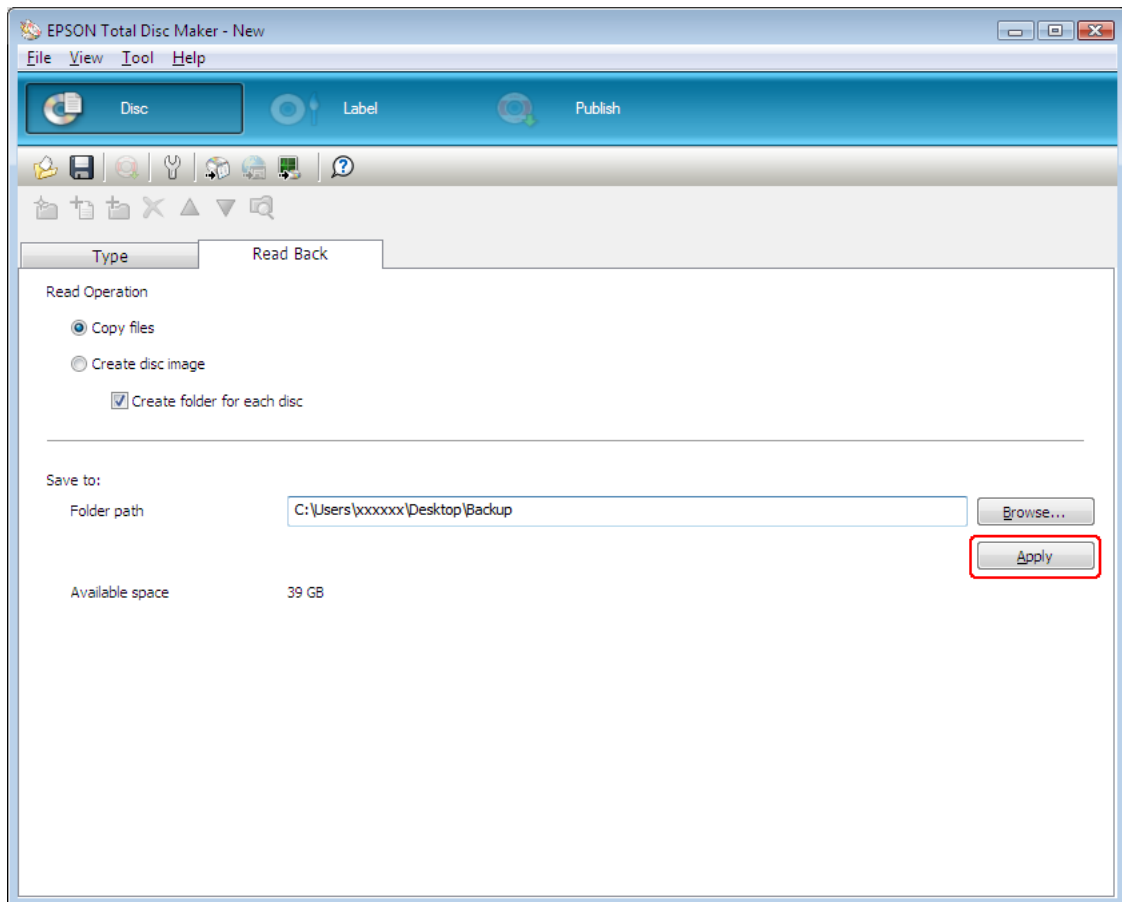 EPSON Total Disc Maker - New
File View Tool Help
Disc Label Publish
Type Read Back
Read Operation
Copy files
Create disc image
Create folder for each disc
Save to:
Folder path C:\Users\xxxxxx\Desktop\Backup Browse...
Apply
Available space 39 GB